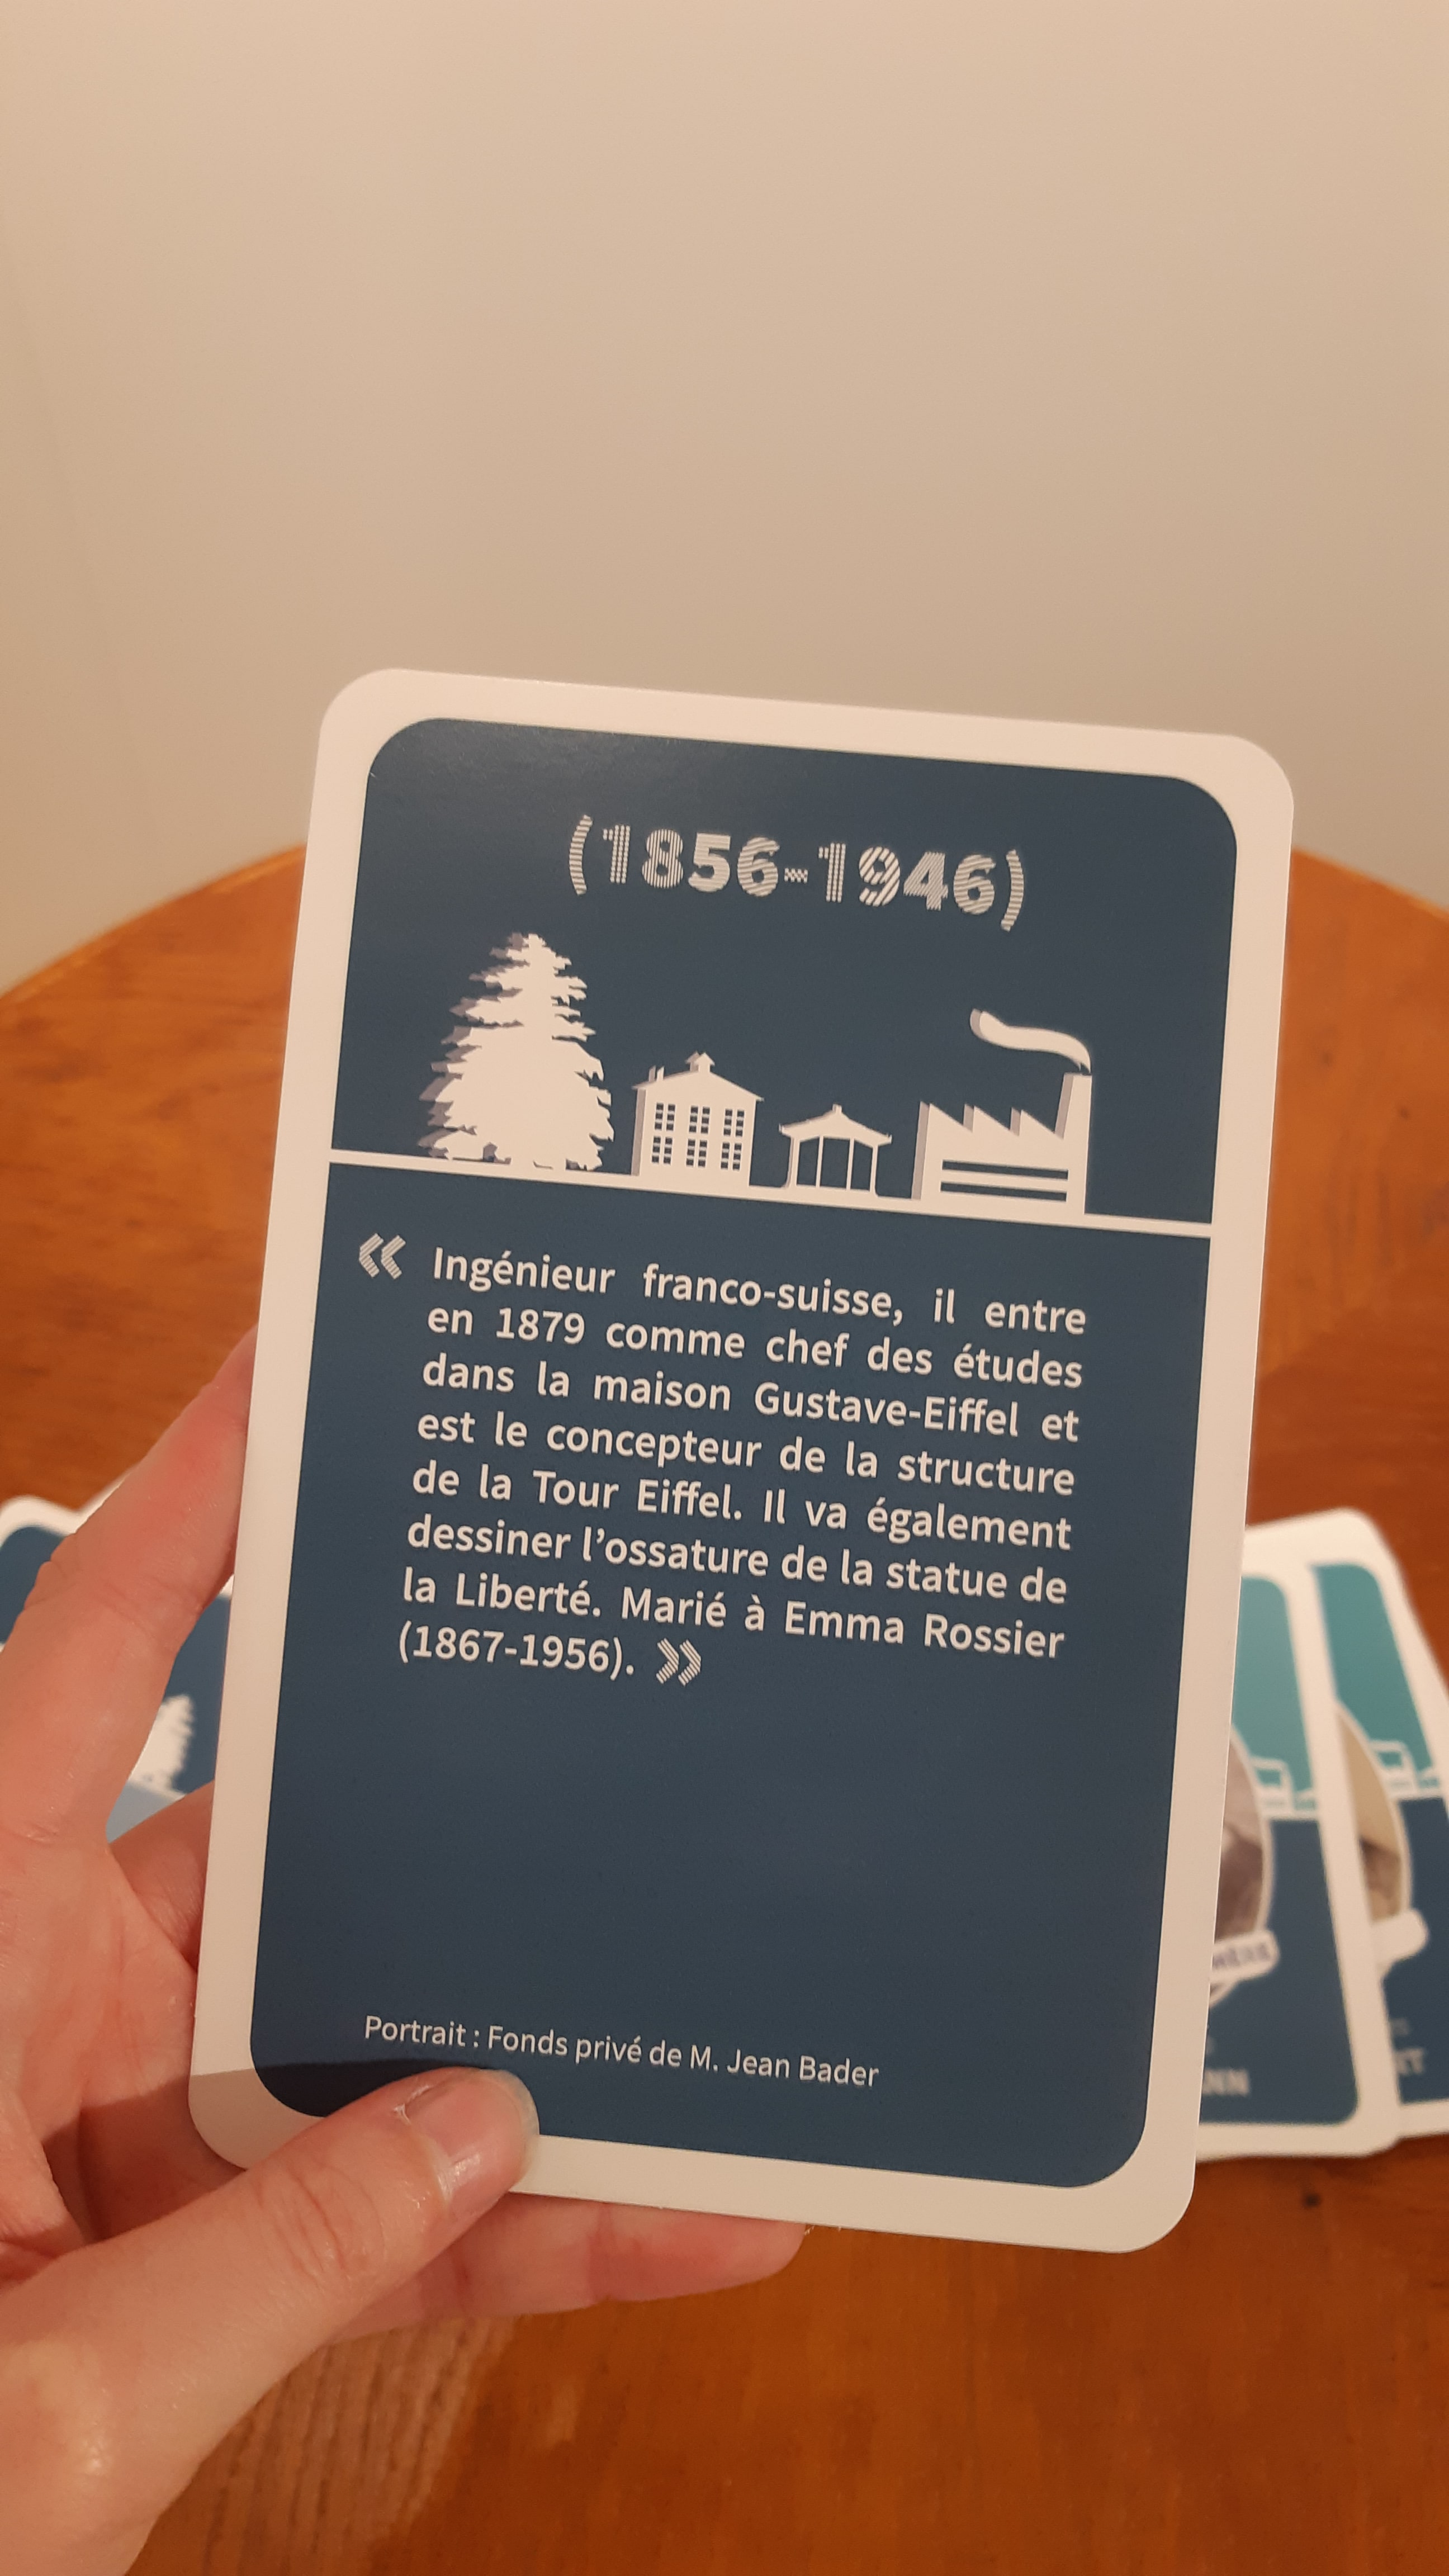 (1856-1946)
« Ingénieur franco-suisse, il entre
en 1879 comme chef des études
dans la maison Gustave-Eiffel et
est le concepteur de la structure
de la Tour Eiffel. Il va également
dessiner l’ossature de la statue de
la Liberté. Marié à Emma Rossier
(1867-1956). »
Portrait : Fonds privé de M. Jean Bader